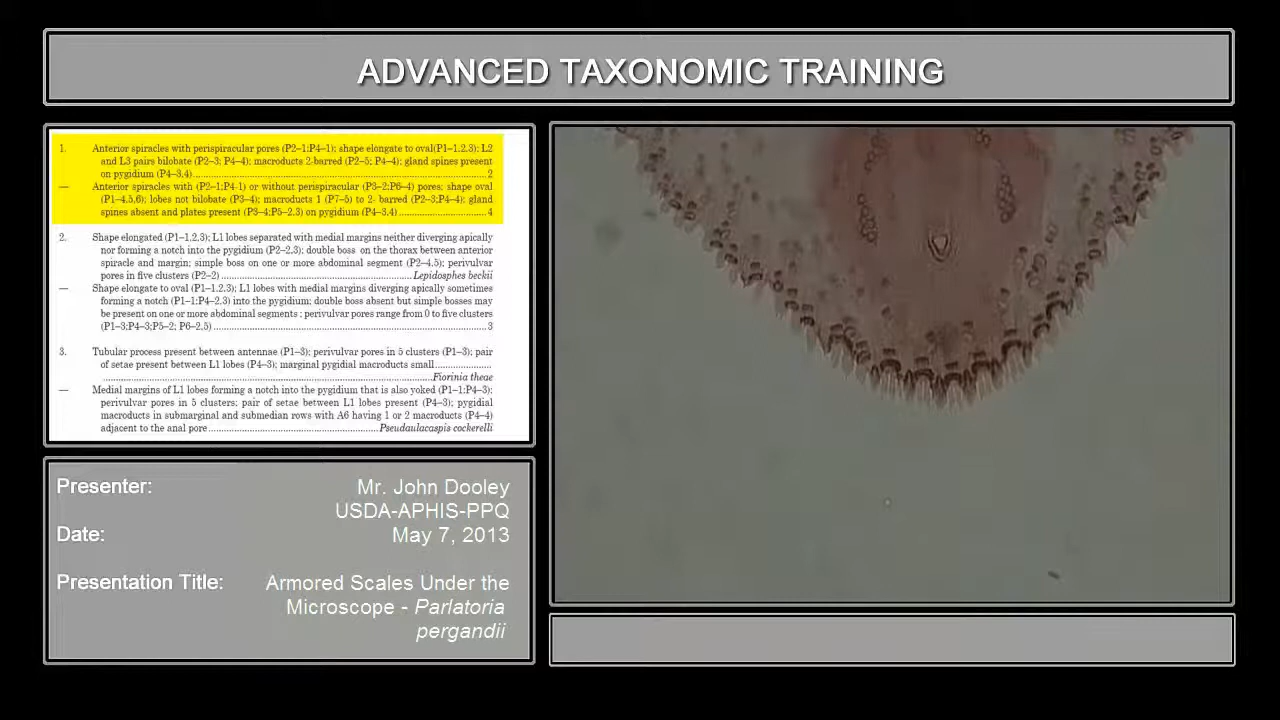 ADVANCED TAXONOMIC TRAINING
1. Anterior spiracles with perispiracular pores (P2–1;P4–1); shape elongate to oval(P1–1,2,3); L2
and L3 pairs bilobate (P2–3; P4–4); macroducts 2-barred (P2–5; P4–4); gland spines present
on pygidium (P4–3,4)..........2
— Anterior spiracles with (P2–1;P4-1) or without perispiracular (P3–2;P6–4) pores; shape oval
(P1–4,5,6); lobes not bilobate (P3–4); macroducts 1 (P7–5) to 2- barred (P2–3;P4–4); gland
spines absent and plates present (P3–4;P5–2,3) on pygidium (P4–3,4)..........4
2. Shape elongated (P1–1,2,3); L1 lobes separated with medial margins neither diverging apically
nor forming a notch into the pygidium (P2–2,3); double boss on the thorax between anterior
spiracle and margin; simple boss on one or more abdominal segment (P2–4,5); perivulvar
pores in five clusters (P2–2)..........Lepidosphes beckii
— Shape elongate to oval (P1–1,2,3); L1 lobes with medial margins diverging apically sometimes
forming a notch (P1–1;P4–2,3) into the pygidium; double boss absent but simple bosses may
be present on one or more abdominal segments ; perivulvar pores range from 0 to five clusters
(P1–3;P4–3;P5–2; P6–2,5)..........3
3. Tubular process present between antennae (P1–3); perivulvar pores in 5 clusters (P1–3); pair
of setae present between L1 lobes (P4–3); marginal pygidial macroducts small..........
..........Fiorinia theae
— Medial margins of L1 lobes forming a notch into the pygidium that is also yoked (P1–1;P4–3);
perivulvar pores in 5 clusters; pair of setae between L1 lobes present (P4–3); pygidial
macroducts in submarginal and submedian rows with A6 having 1 or 2 macroducts (P4–4)
adjacent to the anal pore..........Pseudaulacaspis cockerelli
Presenter: Mr. John Dooley
USDA-APHIS-PPQ
Date: May 7, 2013
Presentation Title: Armored Scales Under the
Microscope - Parlatoria
pergandii